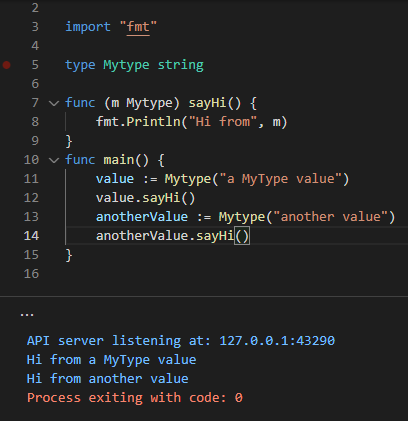 2
3 import "fmt"
4
5 type Mytype string
6
7 func (m Mytype) sayHi() {
8 fmt.Println("Hi from", m)
9 }
10 func main() {
11 value := Mytype("a MyType value")
12 value.sayHi()
13 anotherValue := Mytype("another value")
14 anotherValue.sayHi()
15 }
16
...
API server listening at: 127.0.0.1:43290
Hi from a MyType value
Hi from another value
Process exiting with code: 0